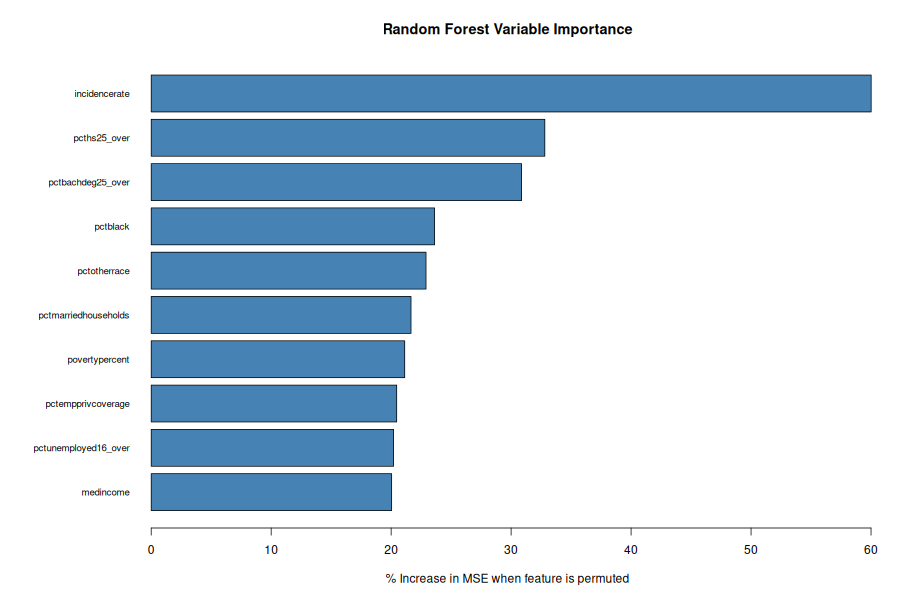 Random Forest Variable Importance
incidencerate
pcths25_over
pctbachdeg25_over
pctblack
pctotherrace
pctmarriedhouseholds
povertypercent
pctempprivcoverage
pctunemployed16_over
medincome
0 10 20 30 40 50 60
% Increase in MSE when feature is permuted